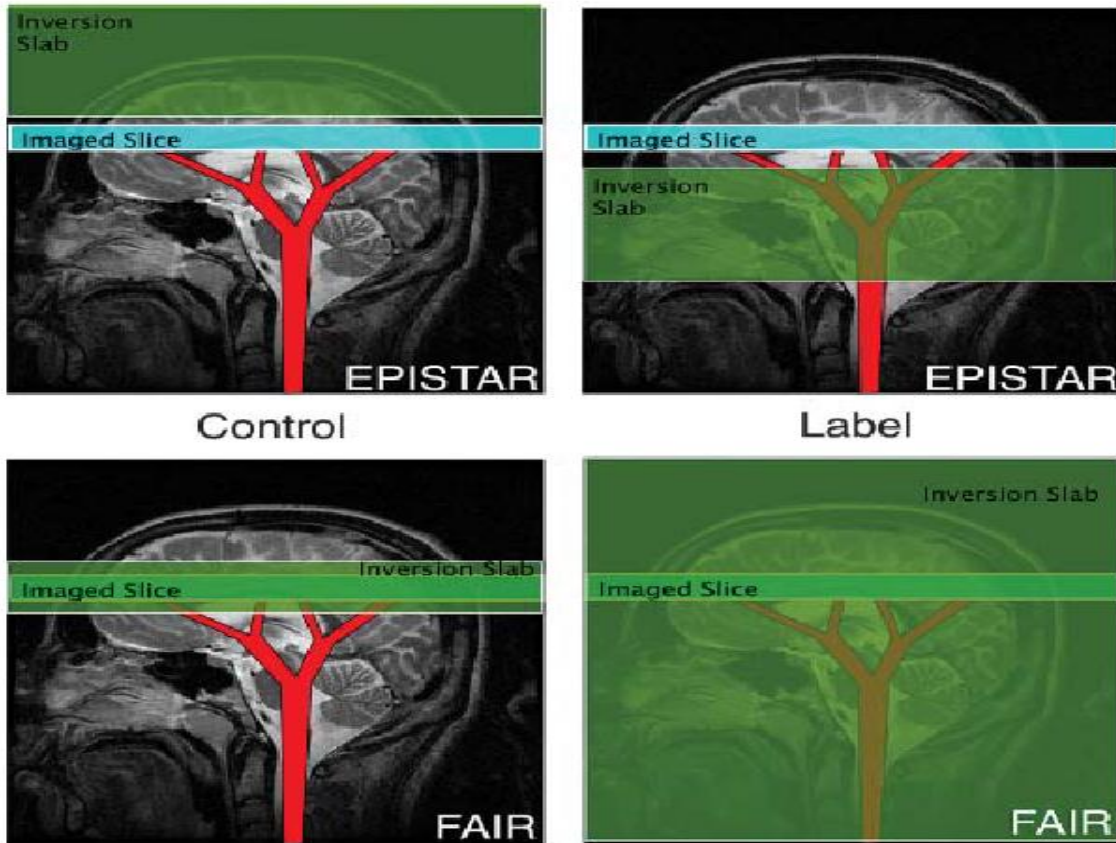 Inversion
Slab
Imaged Slice
EPISTAR
Imaged Slice
Inversion
Slab
EPISTAR
Control
Label
Inversion Slab
Imaged Slice
FAIR
Inversion Slab
Imaged Slice
FAIR